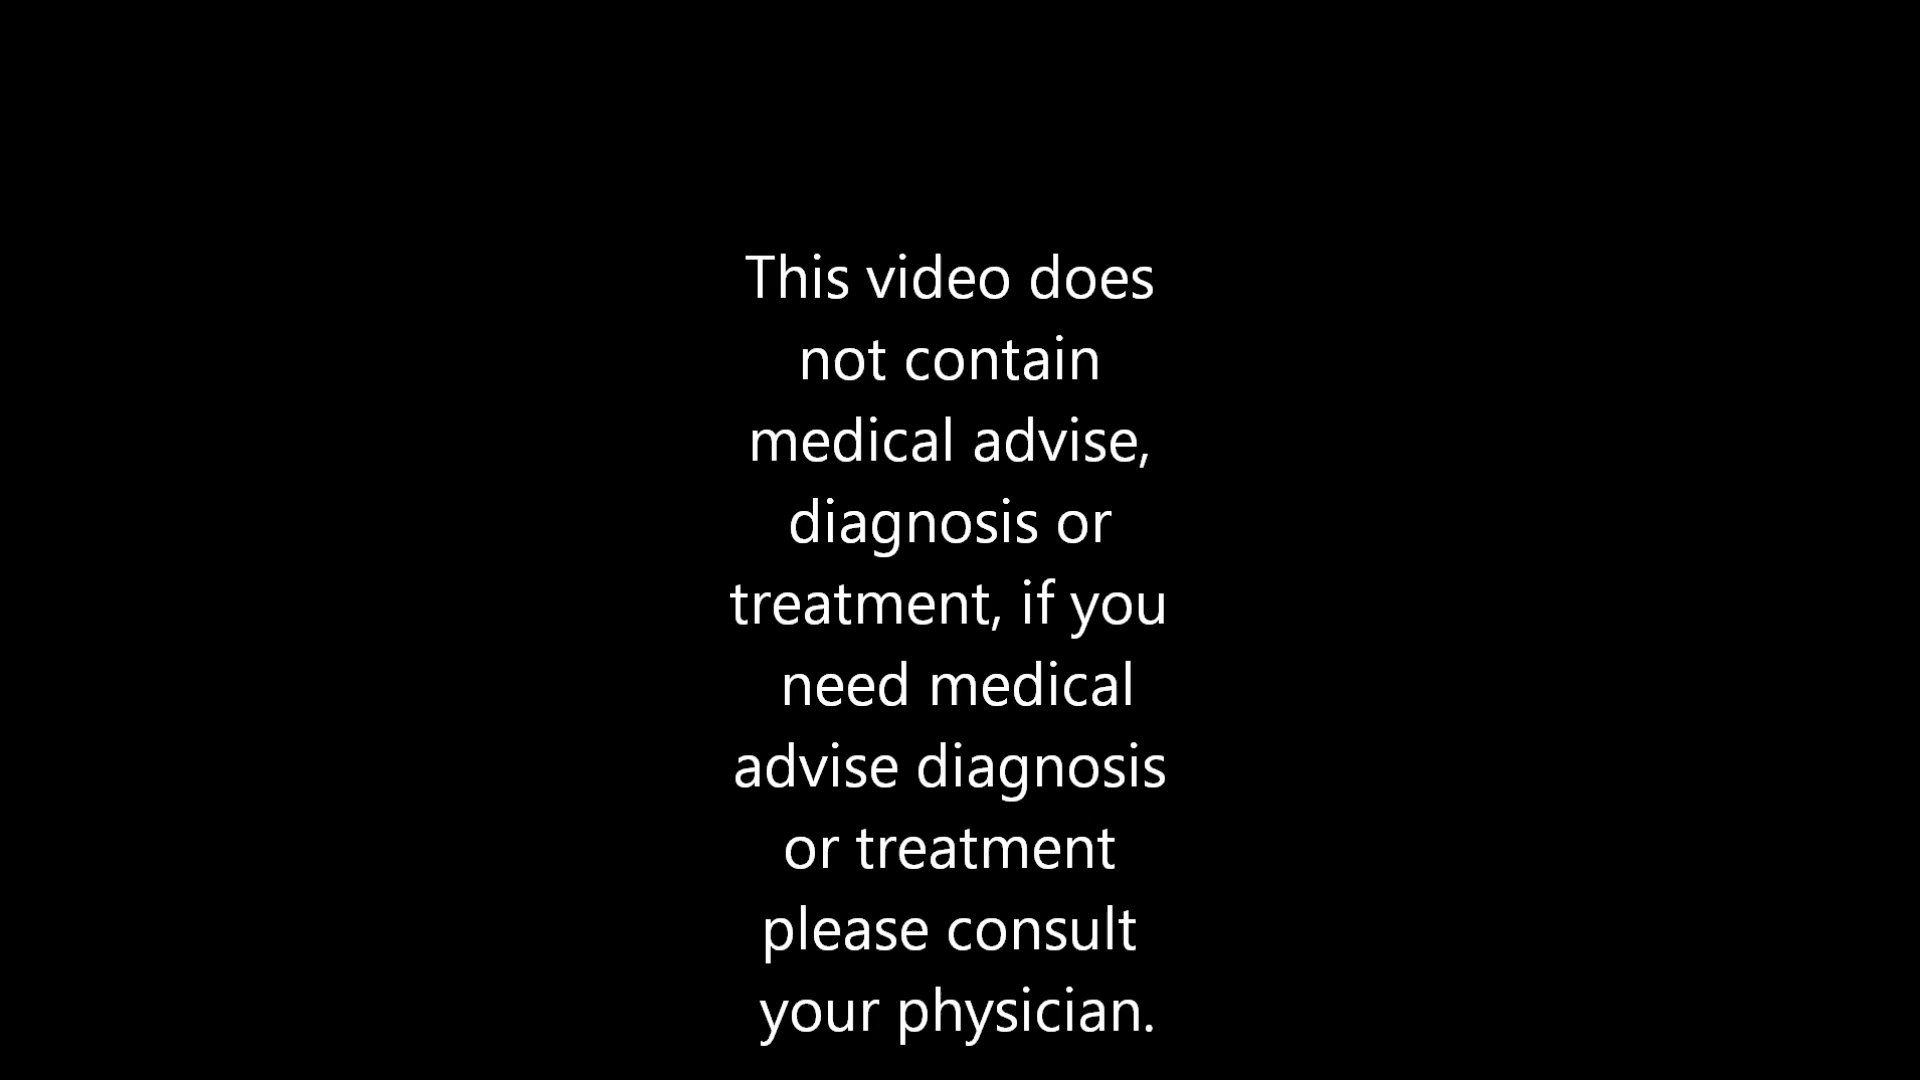 This video does
not contain
medical advise,
diagnosis or
treatment, if you
need medical
advise diagnosis
or treatment
please consult
your physician.